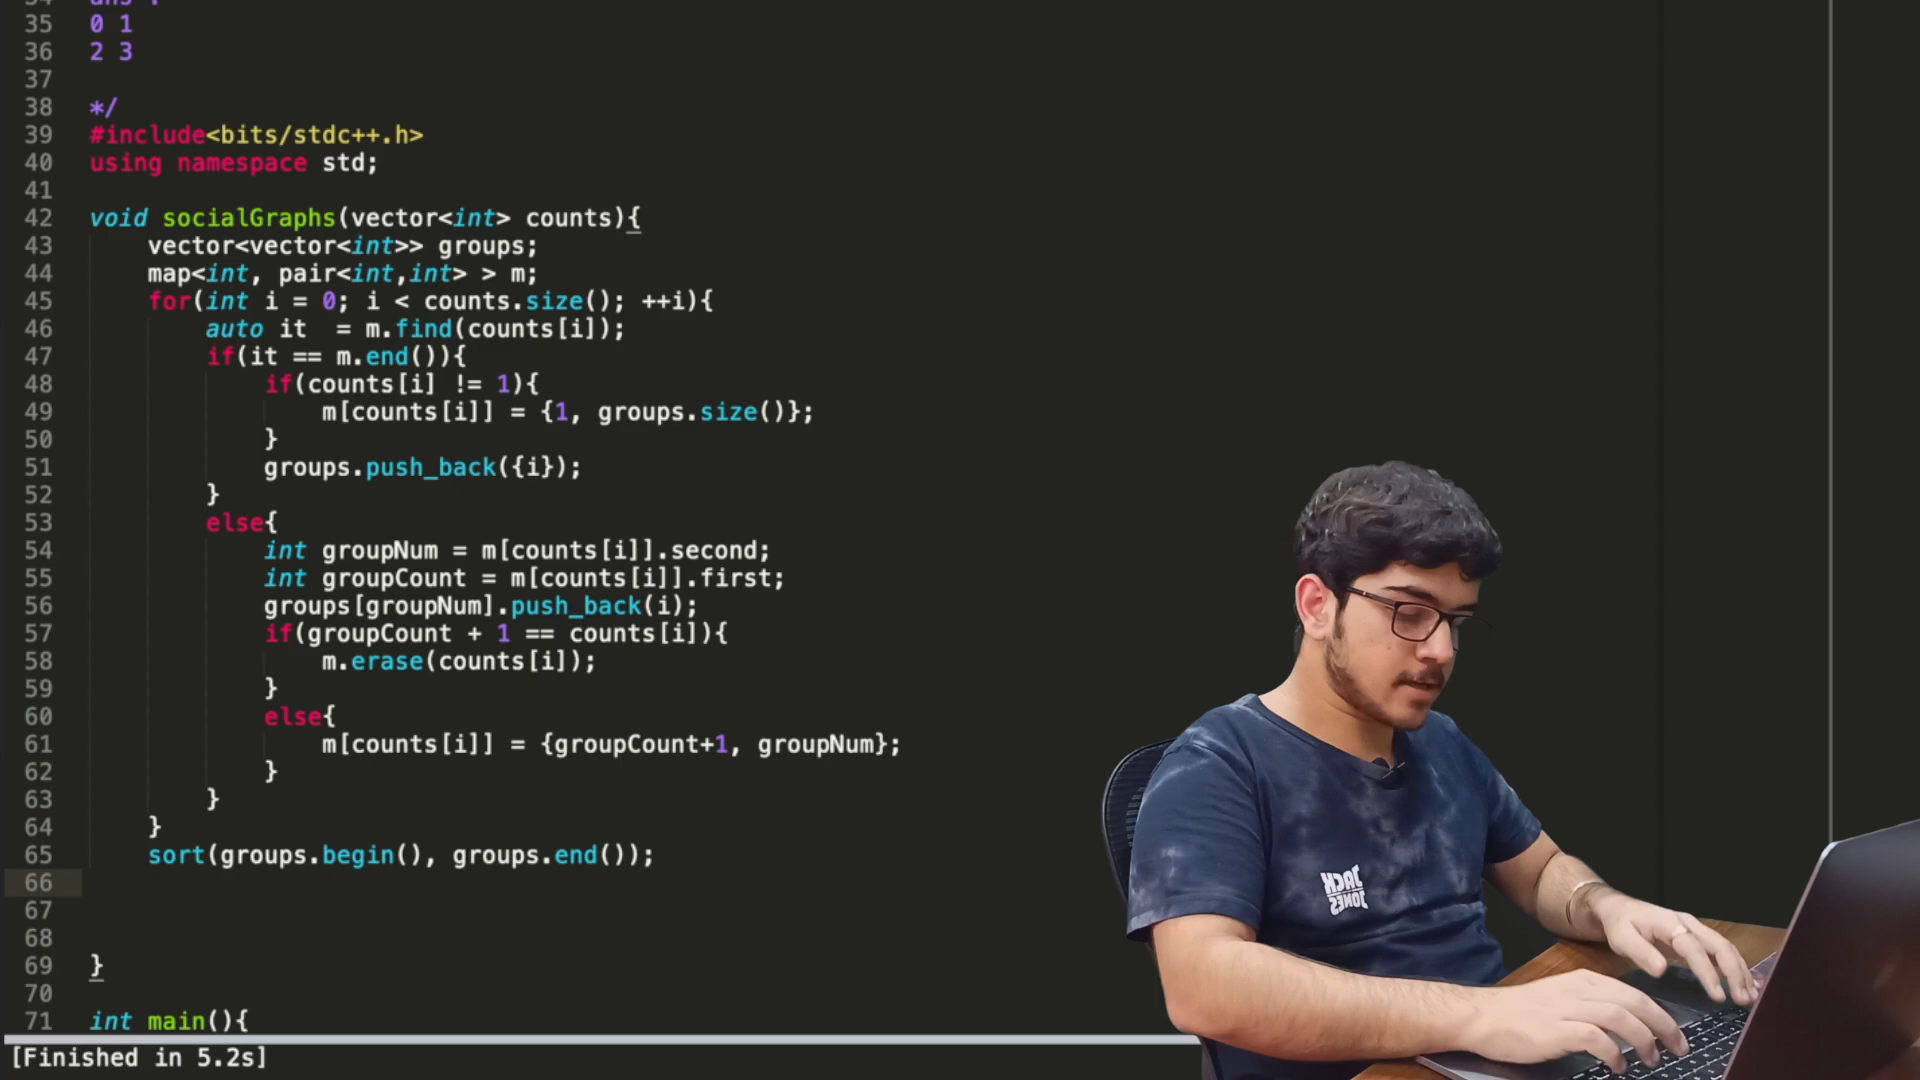 34 ans :
35 0 1
36 2 3
37
38 */
39 #include<bits/stdc++.h>
40 using namespace std;
41
42 void socialGraphs(vector<int> counts){
43 vector<vector<int>> groups;
44 map<int, pair<int,int> > m;
45 for(int i = 0; i < counts.size(); ++i){
46 auto it  = m.find(counts[i]);
47 if(it == m.end()){
48 if(counts[i] != 1){
49 m[counts[i]] = {1, groups.size()};
50 }
51 groups.push_back({i});
52 }
53 else{
54 int groupNum = m[counts[i]].second;
55 int groupCount = m[counts[i]].first;
56 groups[groupNum].push_back(i);
57 if(groupCount + 1 == counts[i]){
58 m.erase(counts[i]);
59 }
60 else{
61 m[counts[i]] = {groupCount+1, groupNum};
62 }
63 }
64 }
65 sort(groups.begin(), groups.end());
66
67
68
69 }
70
71 int main(){
[Finished in 5.2s]
JACK
JONES